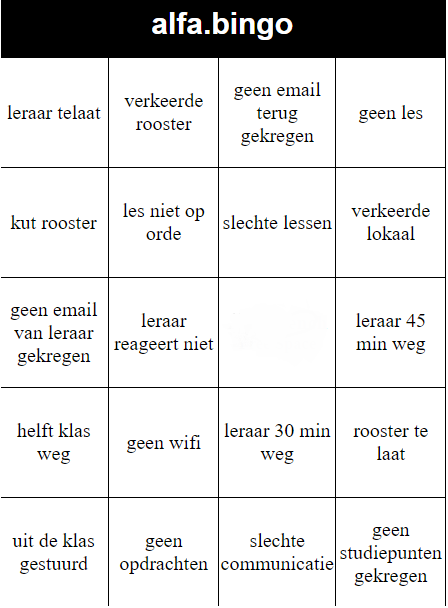 alfa.bingo
leraar telaat
verkeerde
rooster
geen email
terug
gekregen
geen les
kut rooster
les niet op
orde
slechte lessen
verkeerde
lokaal
geen email
van leraar
gekregen
leraar
reageert niet
leraar 45
min weg
helft klas
weg
geen wifi
leraar 30 min
weg
rooster te
laat
uit de klas
gestuurd
geen
opdrachten
slechte
communicatie
geen
studiepunten
gekregen